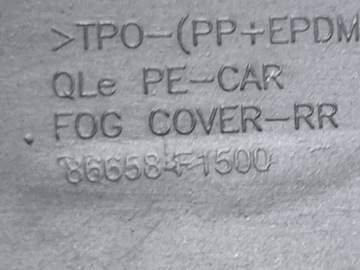 >TPO-(PP+EPDM
QLe PE-CAR
FOG COVER-RR
86658-F1500